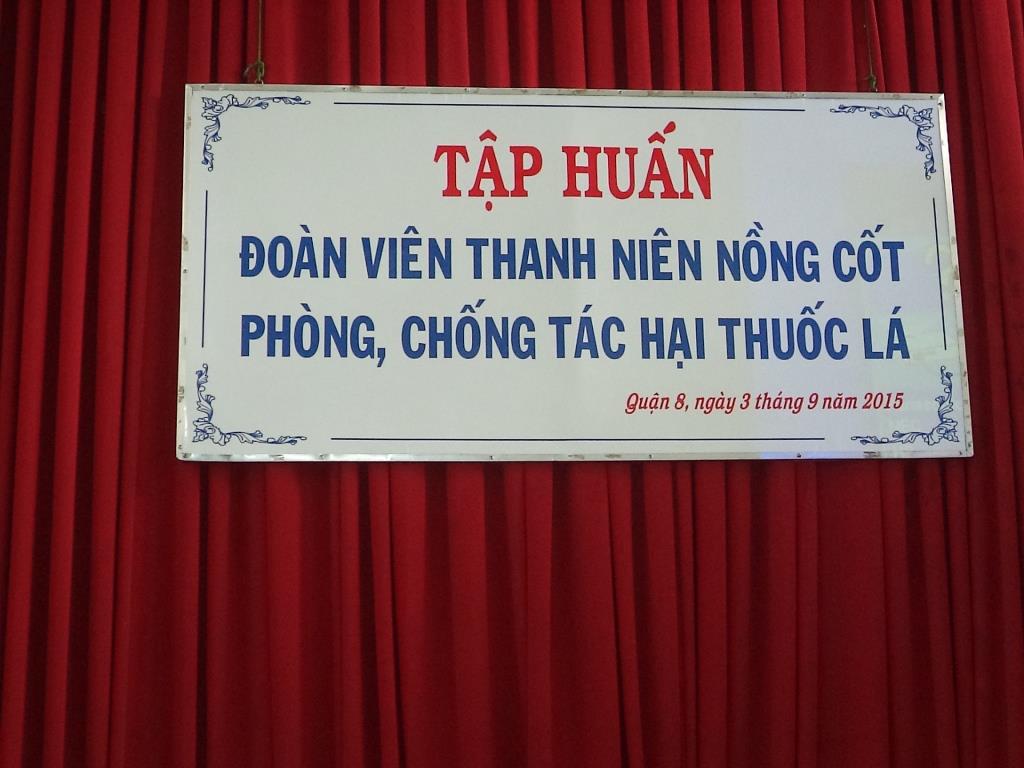 TẬP HUẤN
ĐOÀN VIÊN THANH NIÊN NỒNG CỐT
PHÒNG, CHỐNG TÁC HẠI THUỐC LÁ
Quận 8, ngày 3 tháng 9 năm 2015